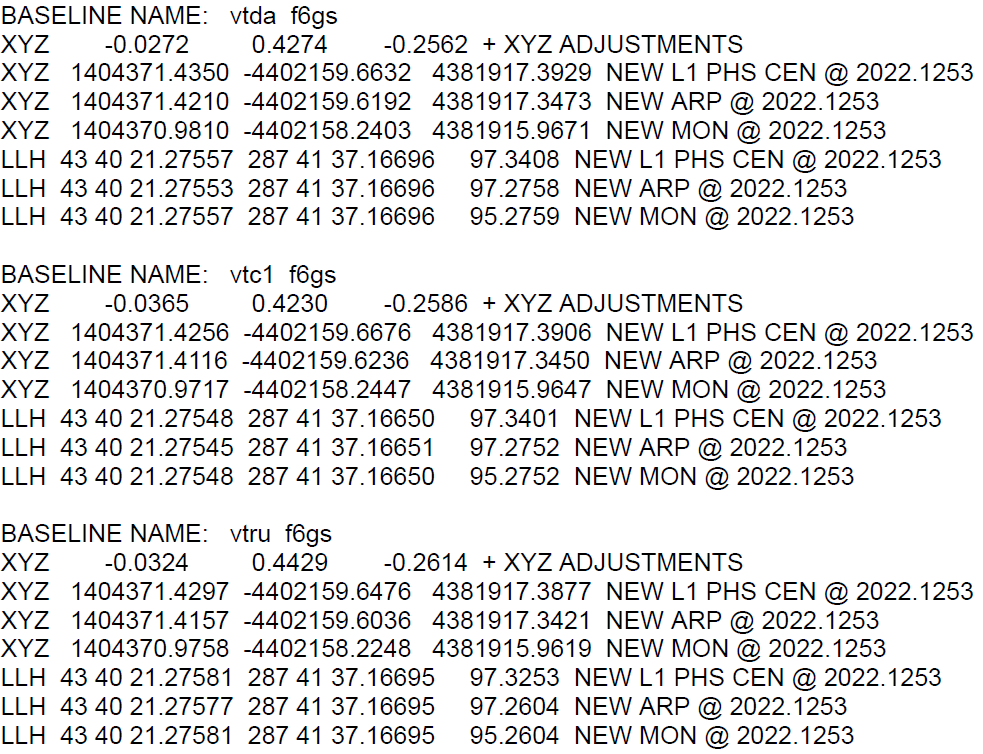 BASELINE NAME: vtda f6gs
XYZ -0.0272 0.4274 -0.2562 + XYZ ADJUSTMENTS
XYZ 1404371.4350 -4402159.6632 4381917.3929 NEW L1 PHS CEN @ 2022.1253
XYZ 1404371.4210 -4402159.6192 4381917.3473 NEW ARP @ 2022.1253
XYZ 1404370.9810 -4402158.2403 4381915.9671 NEW MON @ 2022.1253
LLH 43 40 21.27557 287 41 37.16696 97.3408 NEW L1 PHS CEN @ 2022.1253
LLH 43 40 21.27553 287 41 37.16696 97.2758 NEW ARP @ 2022.1253
LLH 43 40 21.27557 287 41 37.16696 95.2759 NEW MON @ 2022.1253
BASELINE NAME: vtc1 f6gs
XYZ -0.0365 0.4230 -0.2586 + XYZ ADJUSTMENTS
XYZ 1404371.4256 -4402159.6676 4381917.3906 NEW L1 PHS CEN @ 2022.1253
XYZ 1404371.4116 -4402159.6236 4381917.3450 NEW ARP @ 2022.1253
XYZ 1404370.9717 -4402158.2447 4381915.9647 NEW MON @ 2022.1253
LLH 43 40 21.27548 287 41 37.16650 97.3401 NEW L1 PHS CEN @ 2022.1253
LLH 43 40 21.27545 287 41 37.16651 97.2752 NEW ARP @ 2022.1253
LLH 43 40 21.27548 287 41 37.16650 95.2752 NEW MON @ 2022.1253
BASELINE NAME: vtru f6gs
XYZ -0.0324 0.4429 -0.2614 + XYZ ADJUSTMENTS
XYZ 1404371.4297 -4402159.6476 4381917.3877 NEW L1 PHS CEN @ 2022.1253
XYZ 1404371.4157 -4402159.6036 4381917.3421 NEW ARP @ 2022.1253
XYZ 1404370.9758 -4402158.2248 4381915.9619 NEW MON @ 2022.1253
LLH 43 40 21.27581 287 41 37.16695 97.3253 NEW L1 PHS CEN @ 2022.1253
LLH 43 40 21.27577 287 41 37.16695 97.2604 NEW ARP @ 2022.1253
LLH 43 40 21.27581 287 41 37.16695 95.2604 NEW MON @ 2022.1253